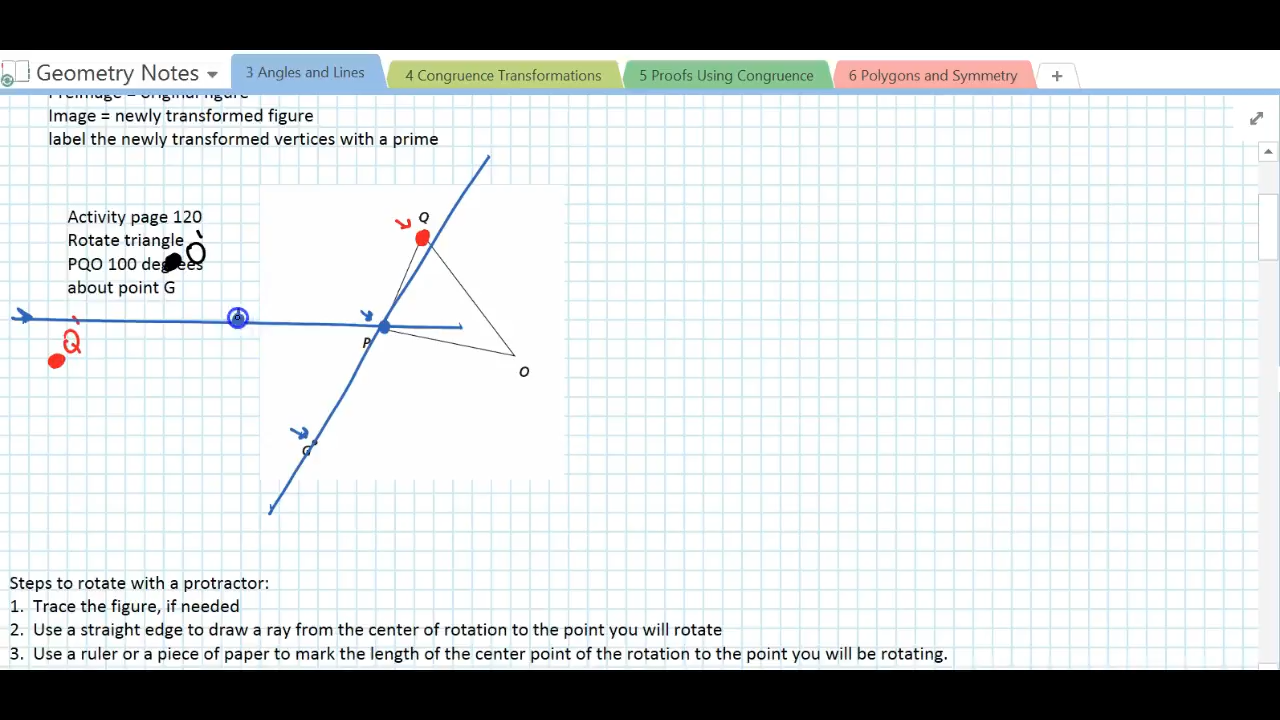 Geometry Notes
3 Angles and Lines
4 Congruence Transformations
5 Proofs Using Congruence
6 Polygons and Symmetry
Preimage = original figure
Image = newly transformed figure
label the newly transformed vertices with a prime
Activity page 120
Rotate triangle
PQO 100 degrees
about point G
O'
Q'
Q
P
O
G
Steps to rotate with a protractor:
1. Trace the figure, if needed
2. Use a straight edge to draw a ray from the center of rotation to the point you will rotate
3. Use a ruler or a piece of paper to mark the length of the center point of the rotation to the point you will be rotating.